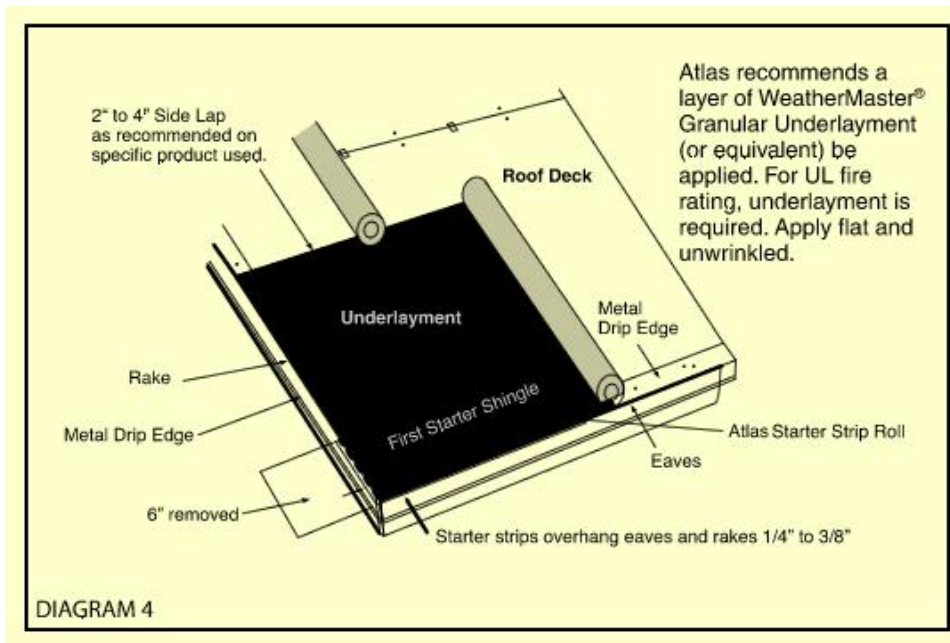 2" to 4" Side Lap
as recommended on
specific product used.
Atlas recommends a
layer of WeatherMaster®
Granular Underlayment
(or equivalent) be
applied. For UL fire
rating, underlayment is
required. Apply flat and
unwrinkled.
Roof Deck
Underlayment
Metal
Drip Edge
Rake
First Starter Shingle
Metal Drip Edge
Atlas Starter Strip Roll
Eaves
6" removed
Starter strips overhang eaves and rakes 1/4" to 3/8"
DIAGRAM 4